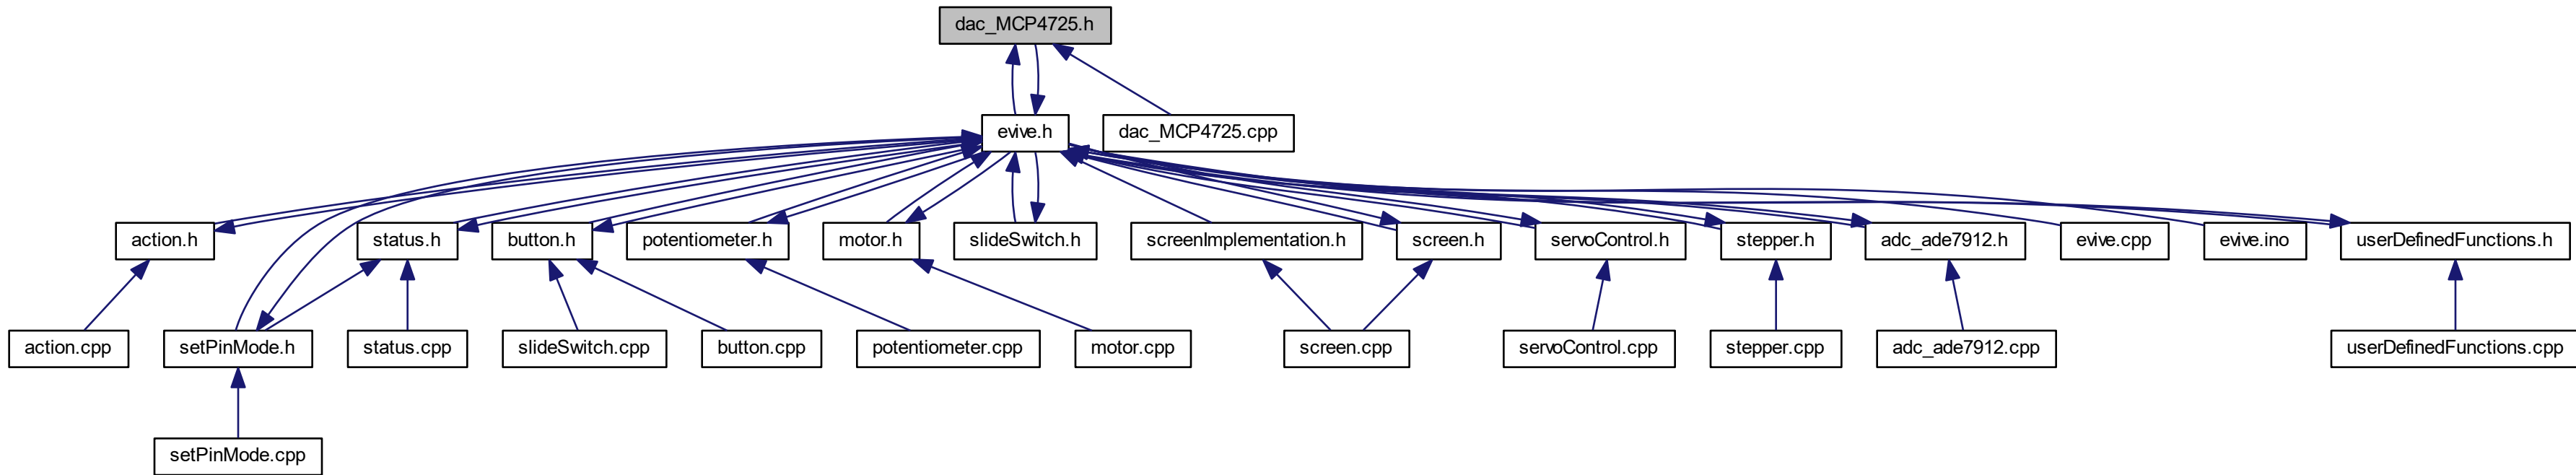 dac_MCP4725.h
evive.h
dac_MCP4725.cpp
action.h
status.h
button.h
potentiometer.h
motor.h
slideSwitch.h
screenImplementation.h
screen.h
servoControl.h
stepper.h
adc_ade7912.h
evive.cpp
evive.ino
userDefinedFunctions.h
action.cpp
setPinMode.h
status.cpp
slideSwitch.cpp
button.cpp
potentiometer.cpp
motor.cpp
screen.cpp
servoControl.cpp
stepper.cpp
adc_ade7912.cpp
userDefinedFunctions.cpp
setPinMode.cpp